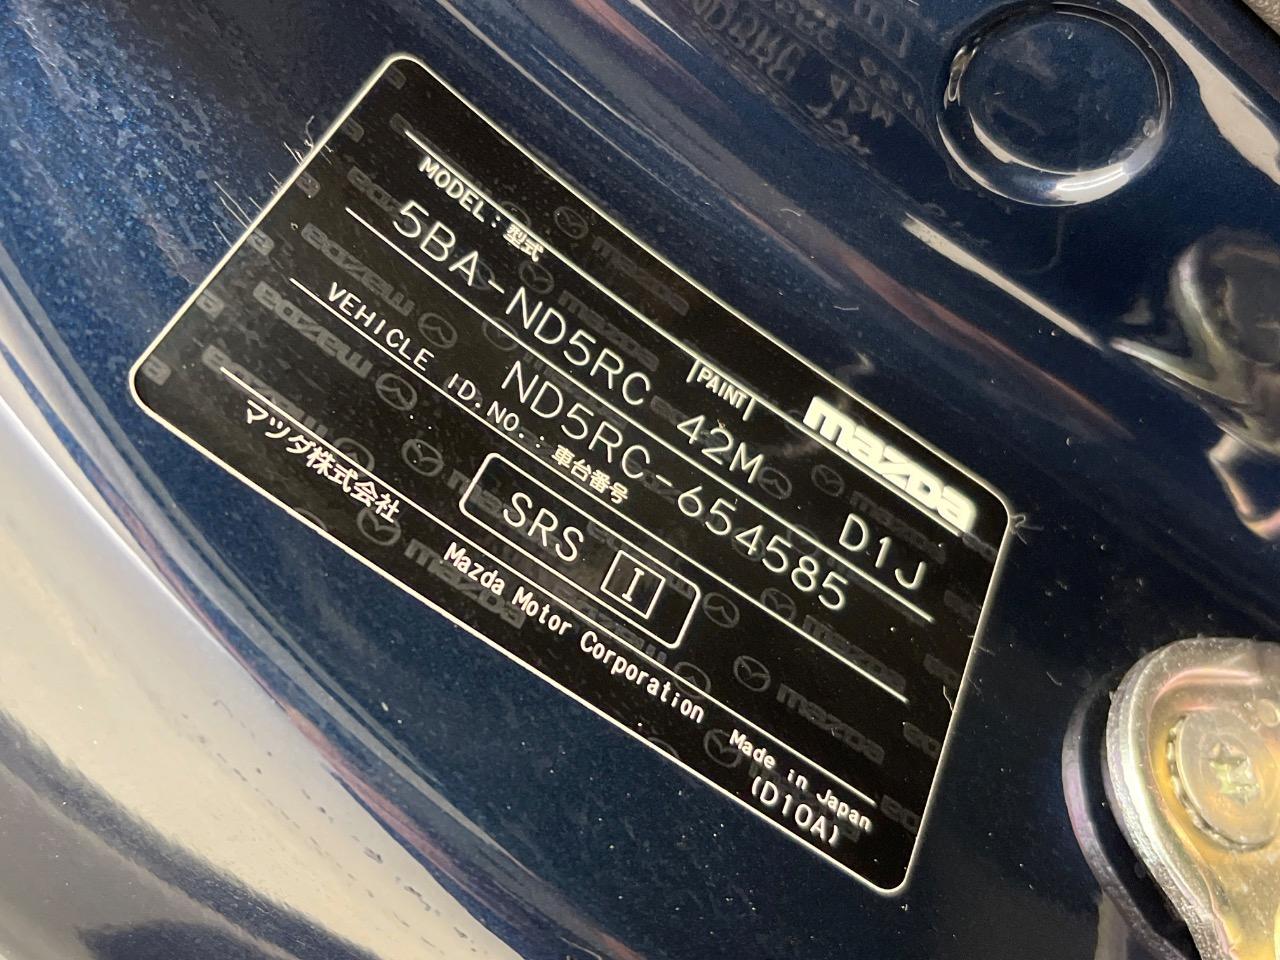 mazda
MODEL: 型式 PAINT
5BA-ND5RC 42M D1J
ND5RC-654585
VEHICLE ID.NO.: 車台番号
SRS I
マツダ株式会社 Mazda Motor Corporation Made in Japan
(D10A)